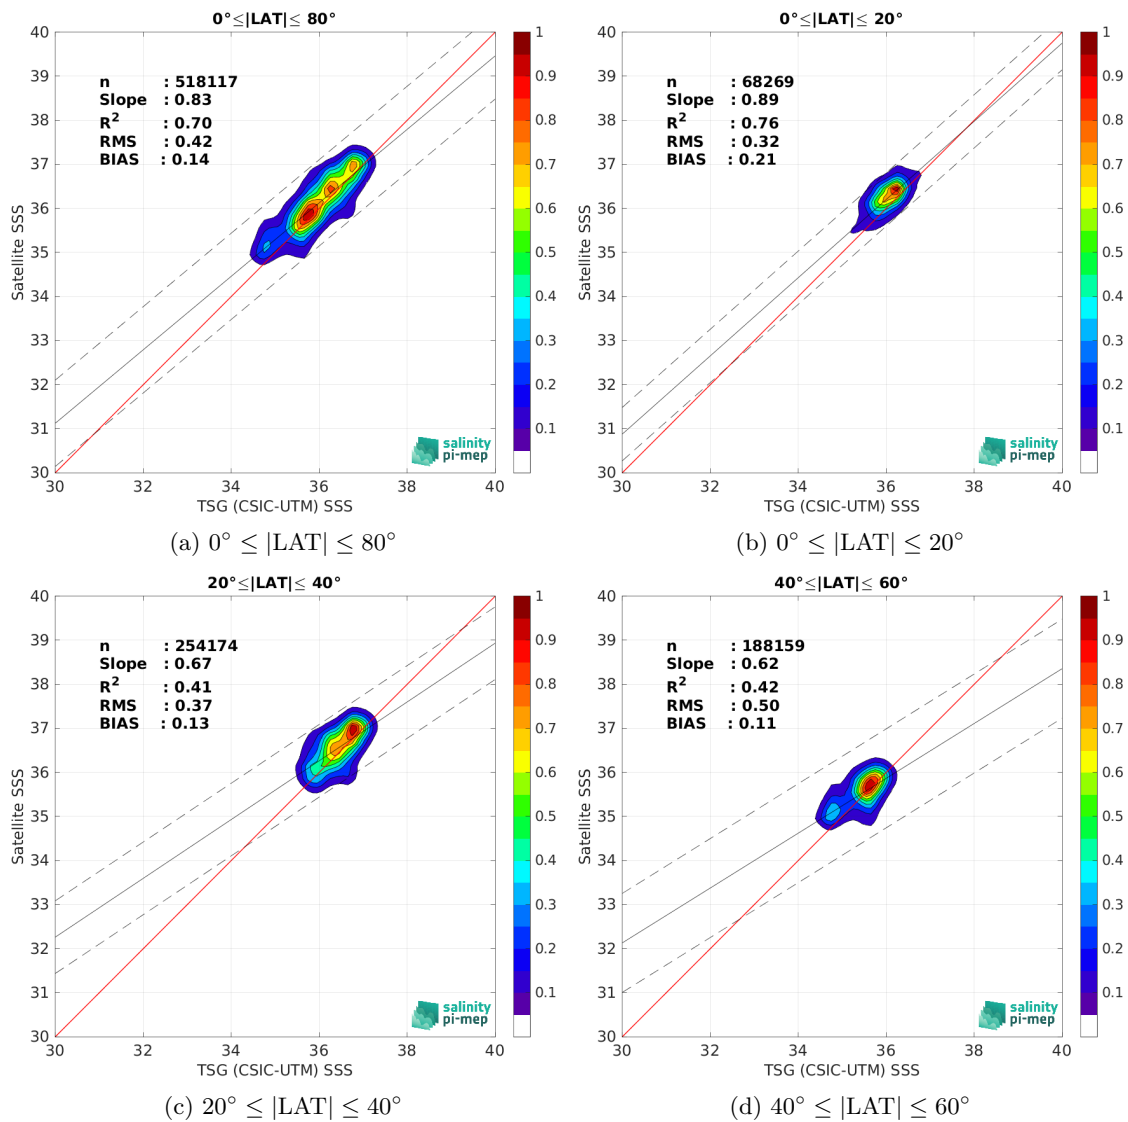 0°≤|LAT|≤ 80°
n : 518117
Slope : 0.83
R2 : 0.70
RMS : 0.42
BIAS : 0.14
40
39
38
37
36
35
34
33
32
31
30
Satellite SSS
30 32 34 36 38 40
TSG (CSIC-UTM) SSS
1
0.9
0.8
0.7
0.6
0.5
0.4
0.3
0.2
0.1
salinity
pi-mep
(a) 0° ≤ |LAT| ≤ 80°
0°≤|LAT|≤ 20°
n : 68269
Slope : 0.89
R2 : 0.76
RMS : 0.32
BIAS : 0.21
40
39
38
37
36
35
34
33
32
31
30
Satellite SSS
30 32 34 36 38 40
TSG (CSIC-UTM) SSS
1
0.9
0.8
0.7
0.6
0.5
0.4
0.3
0.2
0.1
salinity
pi-mep
(b) 0° ≤ |LAT| ≤ 20°
20°≤|LAT|≤ 40°
n : 254174
Slope : 0.67
R2 : 0.41
RMS : 0.37
BIAS : 0.13
40
39
38
37
36
35
34
33
32
31
30
Satellite SSS
30 32 34 36 38 40
TSG (CSIC-UTM) SSS
1
0.9
0.8
0.7
0.6
0.5
0.4
0.3
0.2
0.1
salinity
pi-mep
(c) 20° ≤ |LAT| ≤ 40°
40°≤|LAT|≤ 60°
n : 188159
Slope : 0.62
R2 : 0.42
RMS : 0.50
BIAS : 0.11
40
39
38
37
36
35
34
33
32
31
30
Satellite SSS
30 32 34 36 38 40
TSG (CSIC-UTM) SSS
1
0.9
0.8
0.7
0.6
0.5
0.4
0.3
0.2
0.1
salinity
pi-mep
(d) 40° ≤ |LAT| ≤ 60°